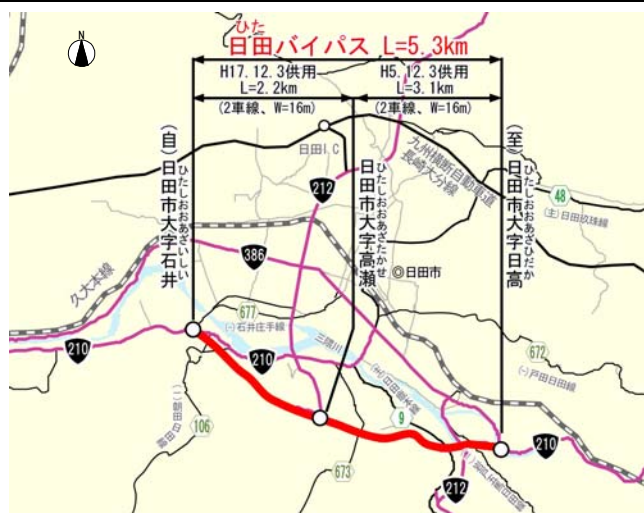 N
ひた
日田バイパス L=5.3km
H17.12.3供用
L=2.2km
(2車線、W=16m)
H5.12.3供用
L=3.1km
(2車線、W=16m)
(自)日田市大字石井
ひたしおおあざいしい
日田I.C
212
日田市大字高瀬
ひたしおおあざたかせ
九州横断自動車道
長崎大分線
(至)日田市大字日高
ひたしおおあざひだか
48
(主)日田玖珠線
386
久大本線
日田市
677
(一)石井庄手線
210
210
三隈川
672
(一)戸田日田線
106
9
673
212
210